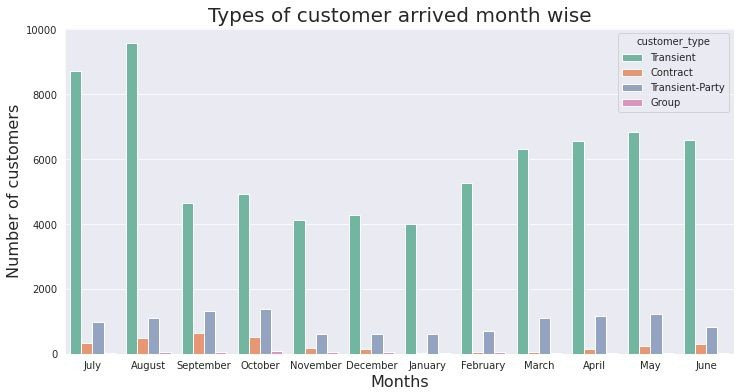 Types of customer arrived month wise
customer_type
Transient
Contract
Transient-Party
Group
Number of customers
10000
8000
6000
4000
2000
0
July August September October November December January February March April May June
Months